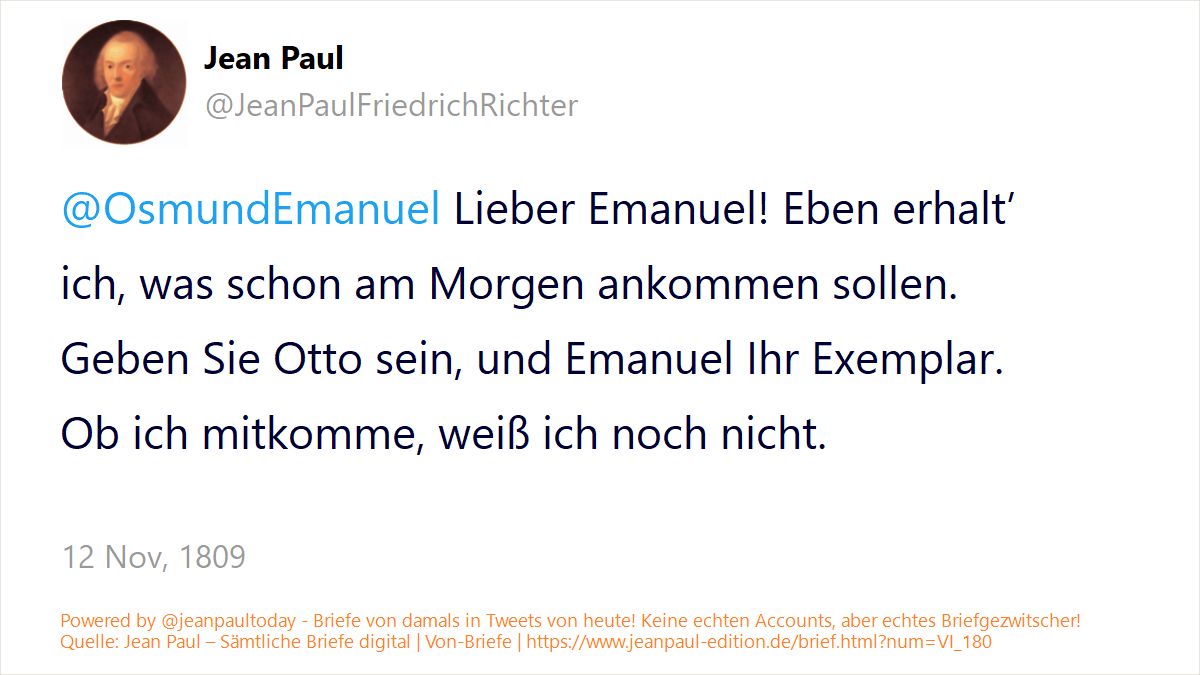 Jean Paul
@JeanPaulFriedrichRichter
@OsmundEmanuel Lieber Emanuel! Eben erhalt’
ich, was schon am Morgen ankommen sollen.
Geben Sie Otto sein, und Emanuel Ihr Exemplar.
Ob ich mitkomme, weiß ich noch nicht.
12 Nov, 1809
Powered by @jeanpaultoday - Briefe von damals in Tweets von heute! Keine echten Accounts, aber echtes Briefgezwitscher!
Quelle: Jean Paul – Sämtliche Briefe digital | Von-Briefe | https://www.jeanpaul-edition.de/brief.html?num=VI_180